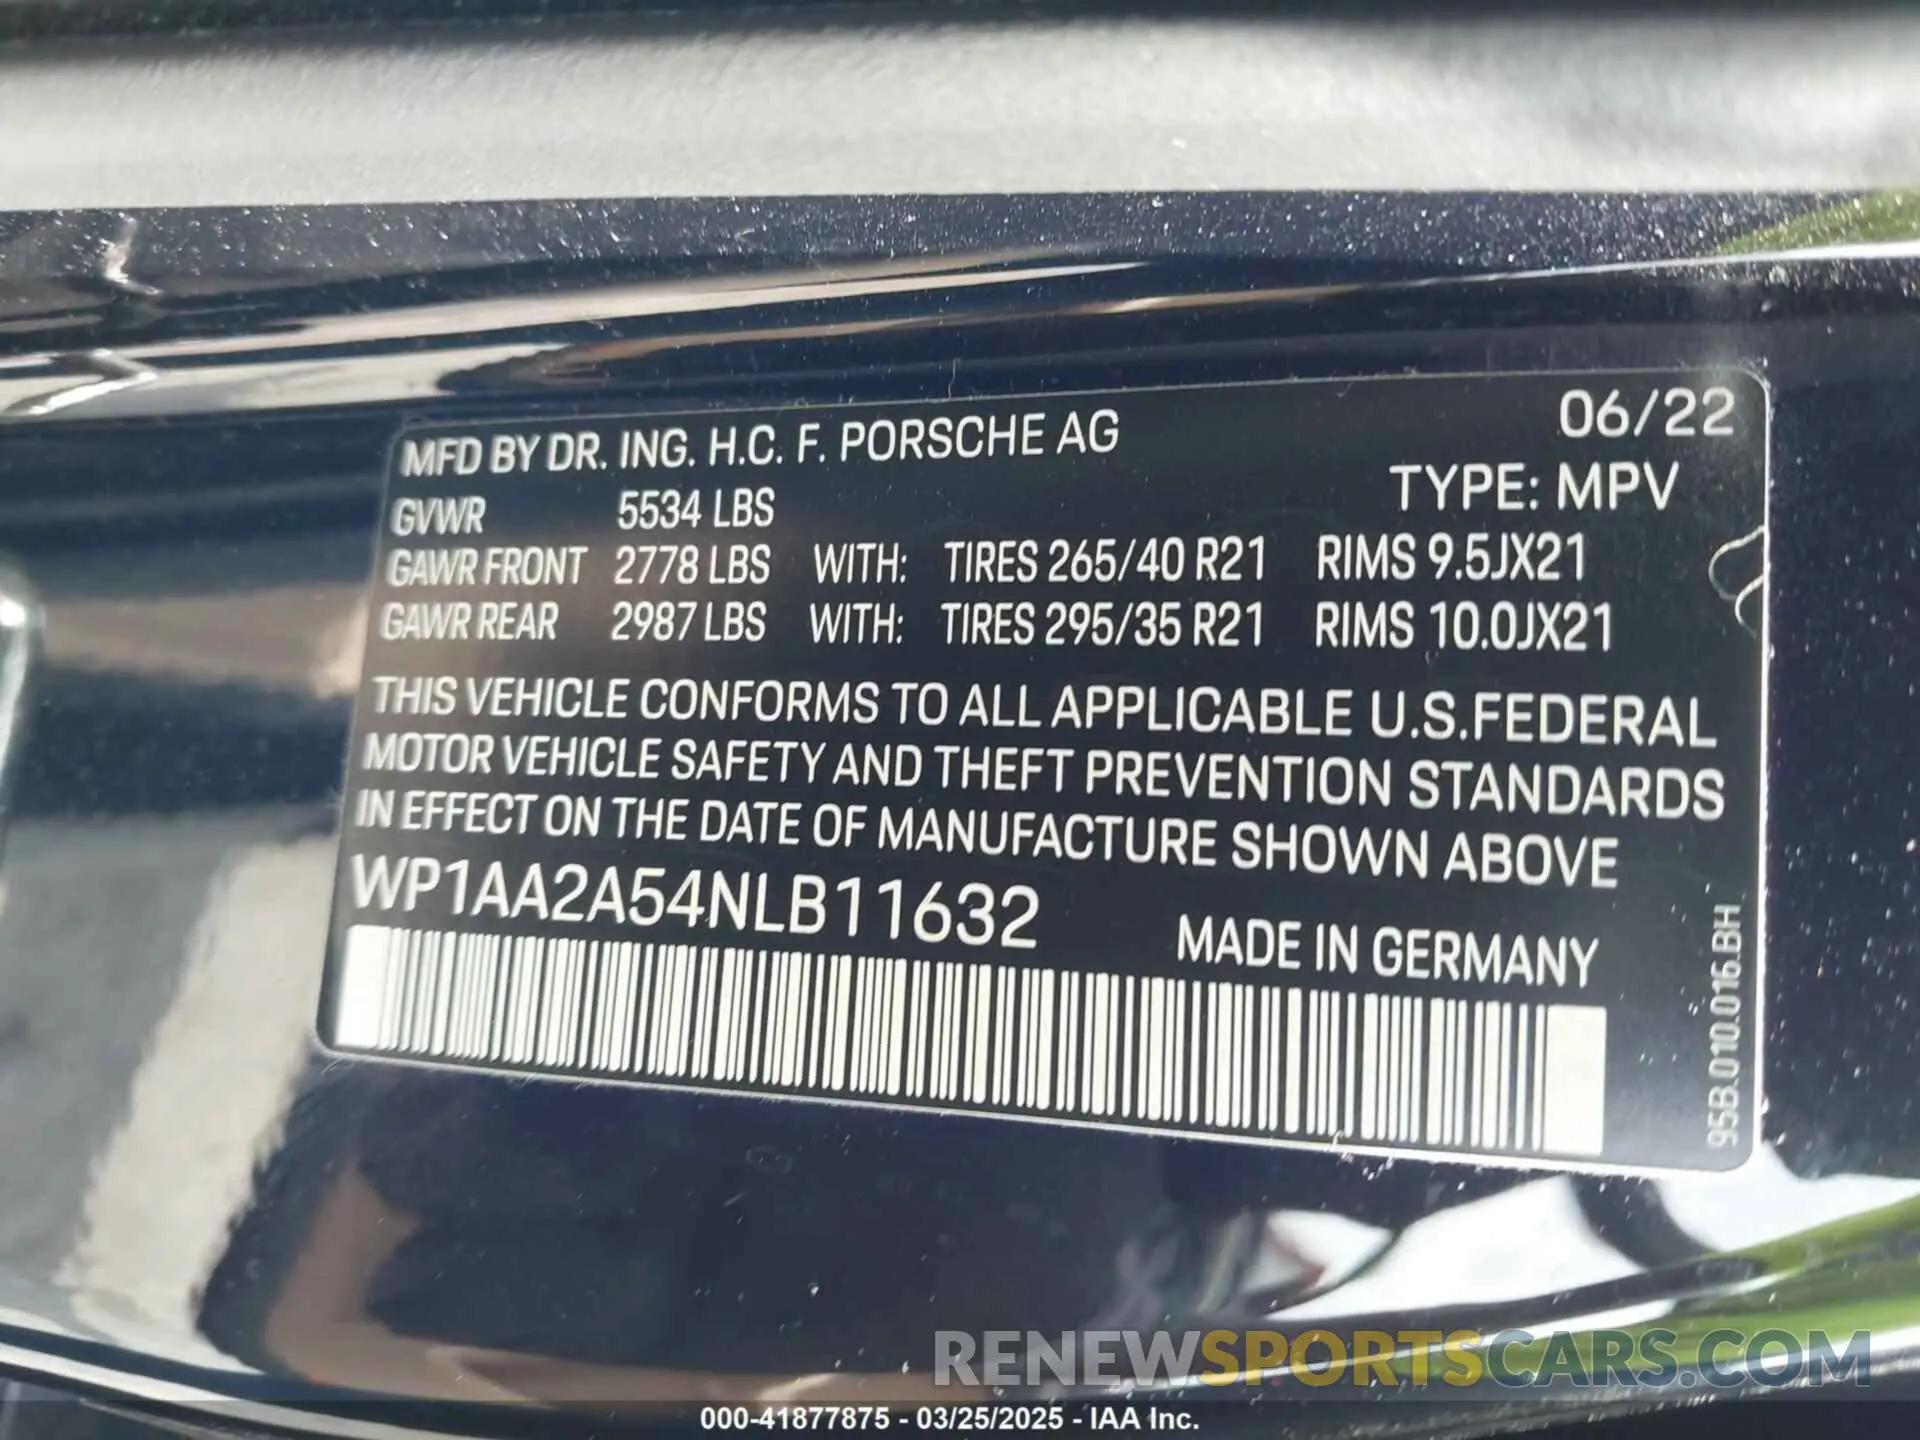 06/22
MFD BY DR. ING. H.C. F. PORSCHE AG
TYPE: MPV
GVWR 5534 LBS
GAWR FRONT 2778 LBS WITH: TIRES 265/40 R21 RIMS 9.5JX21
GAWR REAR 2987 LBS WITH: TIRES 295/35 R21 RIMS 10.0JX21
THIS VEHICLE CONFORMS TO ALL APPLICABLE U.S.FEDERAL
MOTOR VEHICLE SAFETY AND THEFT PREVENTION STANDARDS
IN EFFECT ON THE DATE OF MANUFACTURE SHOWN ABOVE
WP1AA2A54NLB11632
MADE IN GERMANY
95B.010.016.BH
RENEWSPORTSCARS.COM
000-41877875 - 03/25/2025 - IAA Inc.